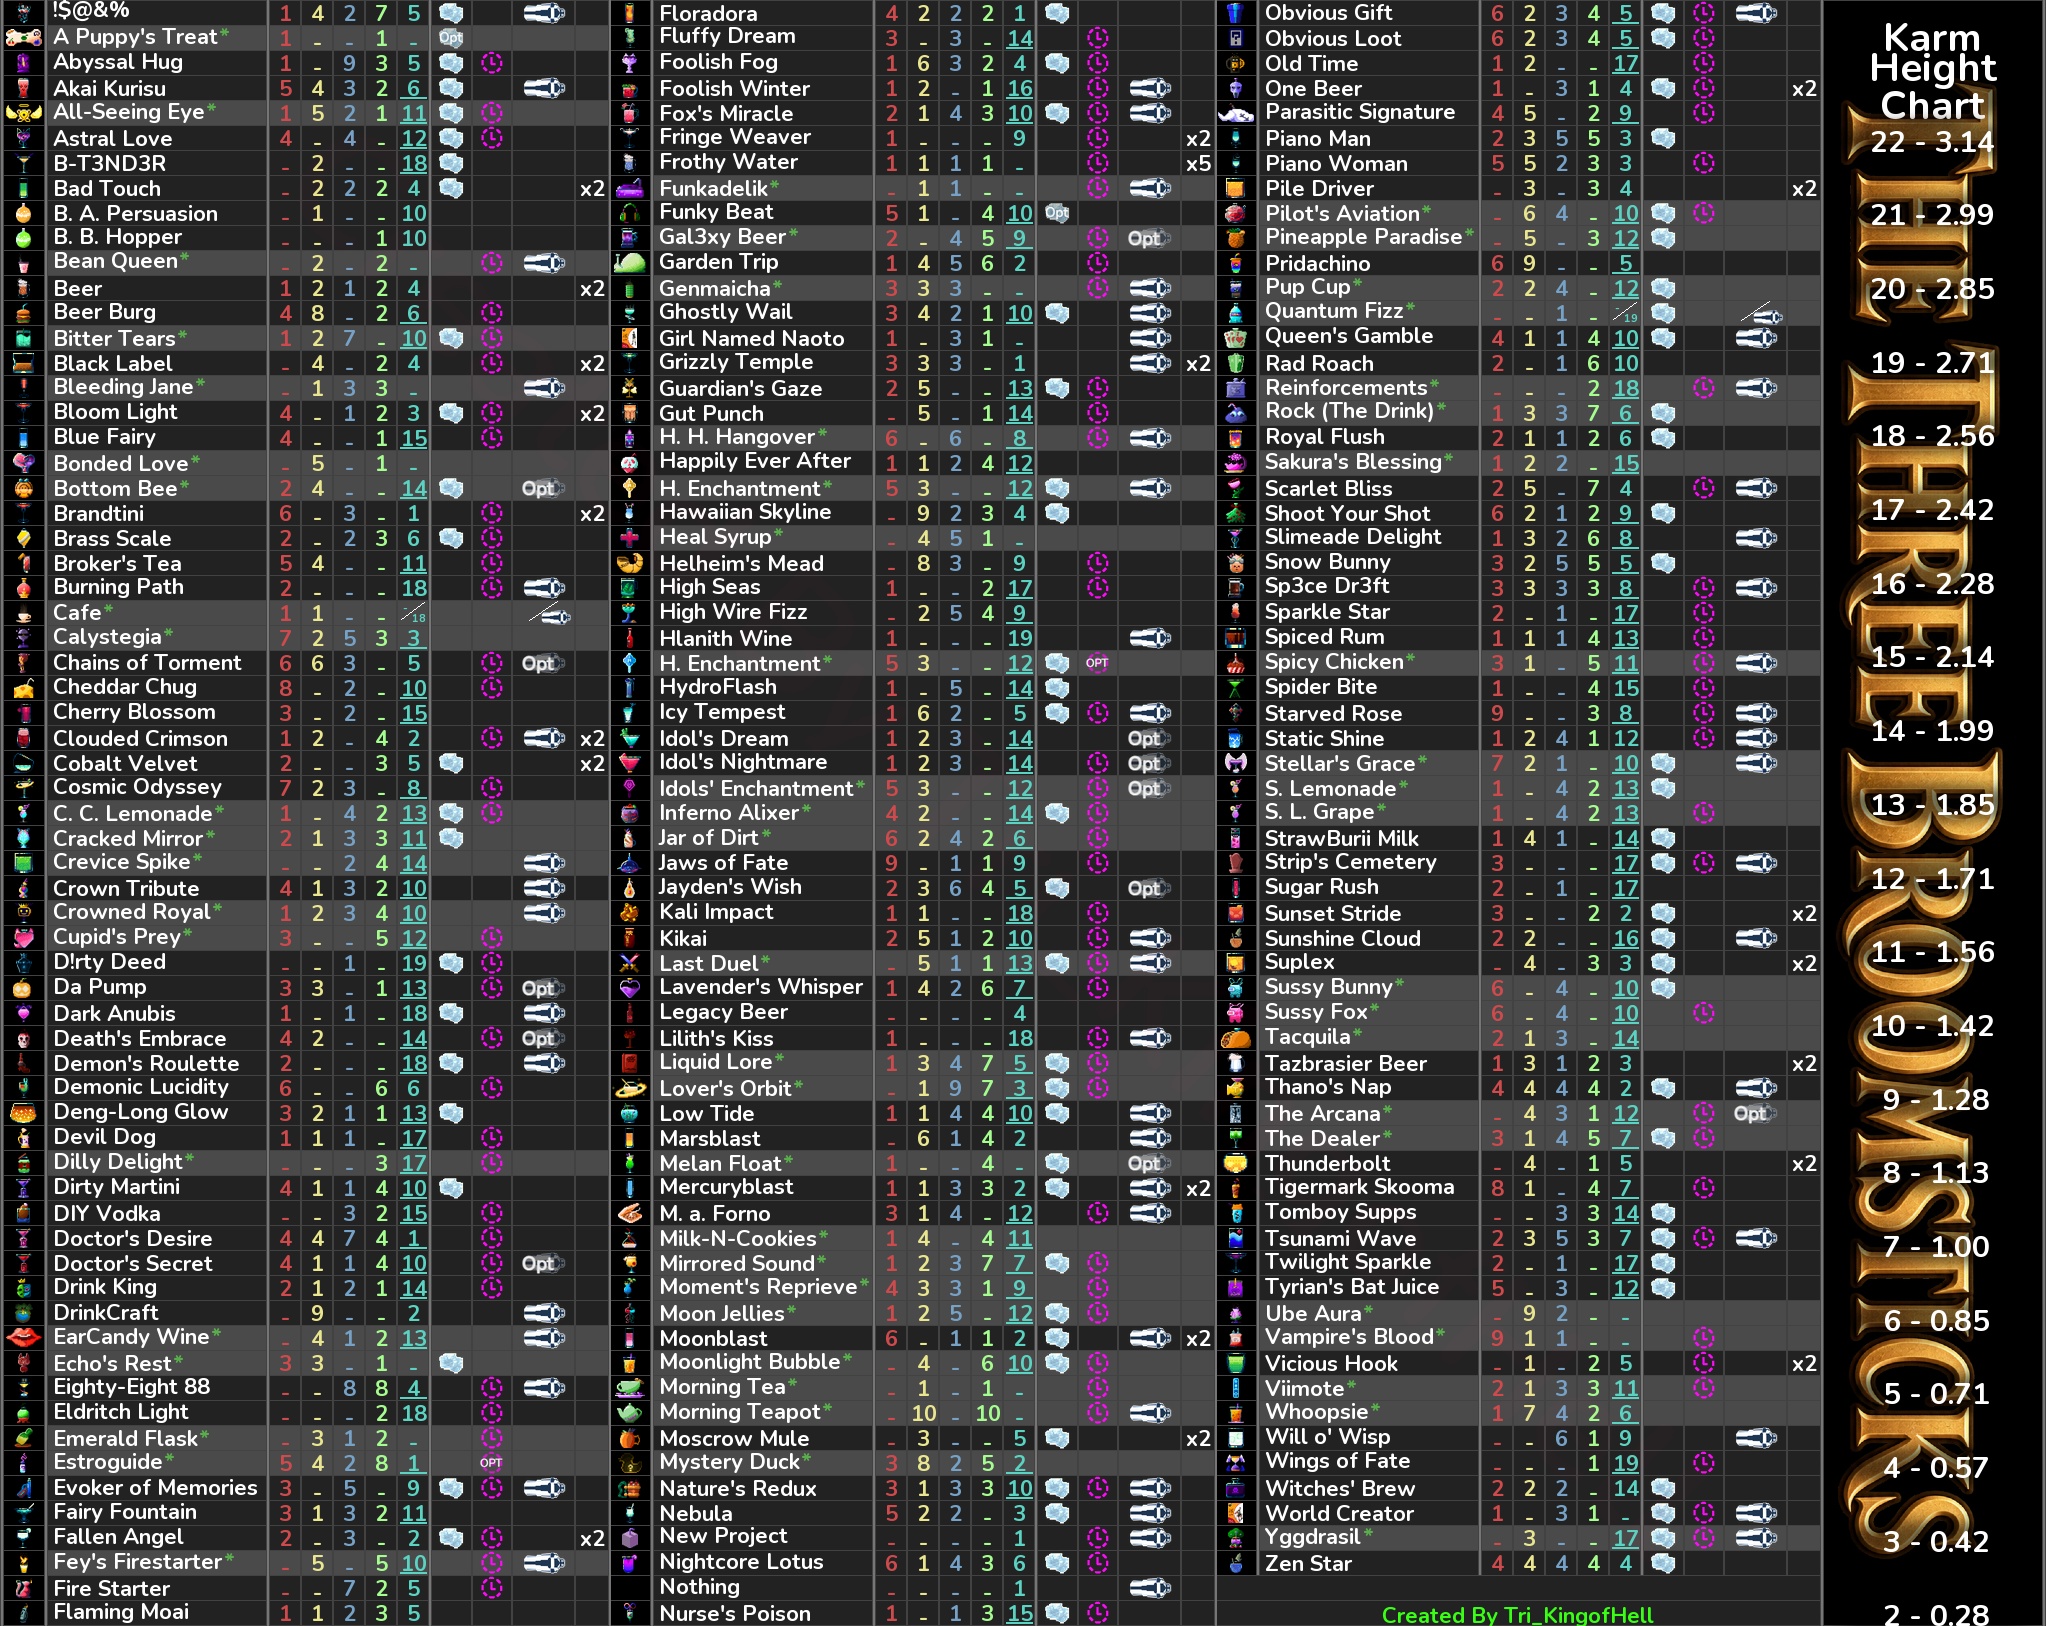 !$@&% 1 4 2 7 5
A Puppy's Treat* 1 - - 1 - Opt
Abyssal Hug 1 - 9 3 5
Akai Kurisu 5 4 3 2 6
All-Seeing Eye* 1 5 2 1 11
Astral Love 4 - 4 - 12
B-T3ND3R - 2 - - 18
Bad Touch - 2 2 2 4 x2
B. A. Persuasion - 1 - - 10
B. B. Hopper - - - 1 10
Bean Queen* - 2 - 2 -
Beer 1 2 1 2 4 x2
Beer Burg 4 8 - 2 6
Bitter Tears* 1 2 7 - 10
Black Label - 4 - 2 4 x2
Bleeding Jane* - 1 3 3 -
Bloom Light 4 - 1 2 3 x2
Blue Fairy 4 - - 1 15
Bonded Love* - 5 - 1 -
Bottom Bee* 2 4 - - 14 Opt
Brandtini 6 - 3 - 1 x2
Brass Scale 2 - 2 3 6
Broker's Tea 5 4 - - 11
Burning Path 2 - - - 18
Cafe* 1 1 - - -/18
Calystegia* 7 2 5 3 3
Chains of Torment 6 6 3 - 5 Opt
Cheddar Chug 8 - 2 - 10
Cherry Blossom 3 - 2 - 15
Clouded Crimson 1 2 - 4 2 x2
Cobalt Velvet 2 - - 3 5 x2
Cosmic Odyssey 7 2 3 - 8
C. C. Lemonade* 1 - 4 2 13
Cracked Mirror* 2 1 3 3 11
Crevice Spike* - - 2 4 14
Crown Tribute 4 1 3 2 10
Crowned Royal* 1 2 3 4 10
Cupid's Prey* 3 - - 5 12
D!rty Deed - - 1 - 19
Da Pump 3 3 - 1 13 Opt
Dark Anubis 1 - 1 - 18
Death's Embrace 4 2 - - 14 Opt
Demon's Roulette 2 - - - 18
Demonic Lucidity 6 - - 6 6
Deng-Long Glow 3 2 1 1 13
Devil Dog 1 1 1 - 17
Dilly Delight* - - - 3 17
Dirty Martini 4 1 1 4 10
DIY Vodka - - 3 2 15
Doctor's Desire 4 4 7 4 1
Doctor's Secret 4 1 1 4 10 Opt
Drink King 2 1 2 1 14
DrinkCraft - 9 - - 2
EarCandy Wine* - 4 1 2 13
Echo's Rest* 3 3 - 1 -
Eighty-Eight 88 - - 8 8 4
Eldritch Light - - - 2 18
Emerald Flask* - 3 1 2 -
Estroguide* 5 4 2 8 1 OPT
Evoker of Memories 3 - 5 - 9
Fairy Fountain 3 1 3 2 11
Fallen Angel 2 - 3 - 2 x2
Fey's Firestarter* - 5 - 5 10
Fire Starter - - 7 2 5
Flaming Moai 1 1 2 3 5
Floradora 4 2 2 2 1
Fluffy Dream 3 - 3 - 14
Foolish Fog 1 6 3 2 4
Foolish Winter 1 2 - 1 16
Fox's Miracle 2 1 4 3 10
Fringe Weaver 1 - - - 9 x2
Frothy Water 1 1 1 1 - x5
Funkadelik* - 1 1 - -
Funky Beat 5 1 - 4 10 Opt
Gal3xy Beer* 2 - 4 5 9 Opt
Garden Trip 1 4 5 6 2
Genmaicha* 3 3 3 - -
Ghostly Wail 3 4 2 1 10
Girl Named Naoto 1 - 3 1 -
Grizzly Temple 3 3 3 - 1 x2
Guardian's Gaze 2 5 - - 13
Gut Punch - 5 - 1 14
H. H. Hangover* 6 - 6 - 8
Happily Ever After 1 1 2 4 12
H. Enchantment* 5 3 - - 12
Hawaiian Skyline - 9 2 3 4
Heal Syrup* - 4 5 1 -
Helheim's Mead - 8 3 - 9
High Seas 1 - - 2 17
High Wire Fizz - 2 5 4 9
Hlanith Wine 1 - - - 19
H. Enchantment* 5 3 - - 12 OPT
HydroFlash 1 - 5 - 14
Icy Tempest 1 6 2 - 5
Idol's Dream 1 2 3 - 14 Opt
Idol's Nightmare 1 2 3 - 14 Opt
Idols' Enchantment* 5 3 - - 12 Opt
Inferno Alixer* 4 2 - - 14
Jar of Dirt* 6 2 4 2 6
Jaws of Fate 9 - 1 1 9
Jayden's Wish 2 3 6 4 5 Opt
Kali Impact 1 1 - - 18
Kikai 2 5 1 2 10
Last Duel* - 5 1 1 13
Lavender's Whisper 1 4 2 6 7
Legacy Beer - - - - 4
Lilith's Kiss 1 - - - 18
Liquid Lore* 1 3 4 7 5
Lover's Orbit* - 1 9 7 3
Low Tide 1 1 4 4 10
Marsblast - 6 1 4 2
Melan Float* 1 - - 4 - Opt
Mercuryblast 1 1 3 3 2 x2
M. a. Forno 3 1 4 - 12
Milk-N-Cookies* 1 4 - 4 11
Mirrored Sound* 1 2 3 7 7
Moment's Reprieve* 4 3 3 1 9
Moon Jellies* 1 2 5 - 12
Moonblast 6 - 1 1 2 x2
Moonlight Bubble* - 4 - 6 10
Morning Tea* - 1 - 1 -
Morning Teapot* - 10 - 10 -
Moscrow Mule - 3 - - 5 x2
Mystery Duck* 3 8 2 5 2
Nature's Redux 3 1 3 3 10
Nebula 5 2 2 - 3
New Project - - - - 1
Nightcore Lotus 6 1 4 3 6
Nothing - - - - 1
Nurse's Poison 1 - 1 3 15
Obvious Gift 6 2 3 4 5
Obvious Loot 6 2 3 4 5
Old Time 1 2 - - 17
One Beer 1 - 3 1 4 x2
Parasitic Signature 4 5 - 2 9
Piano Man 2 3 5 5 3
Piano Woman 5 5 2 3 3
Pile Driver - 3 - 3 4 x2
Pilot's Aviation* - 6 4 - 10
Pineapple Paradise* - 5 - 3 12
Pridachino 6 9 - - 5
Pup Cup* 2 2 4 - 12
Quantum Fizz* - - 1 - -/19
Queen's Gamble 4 1 1 4 10
Rad Roach 2 - 1 6 10
Reinforcements* - - - 2 18
Rock (The Drink)* 1 3 3 7 6
Royal Flush 2 1 1 2 6
Sakura's Blessing* 1 2 2 - 15
Scarlet Bliss 2 5 - 7 4
Shoot Your Shot 6 2 1 2 9
Slimeade Delight 1 3 2 6 8
Snow Bunny 3 2 5 5 5
Sp3ce Dr3ft 3 3 3 3 8
Sparkle Star 2 - 1 - 17
Spiced Rum 1 1 1 4 13
Spicy Chicken* 3 1 - 5 11
Spider Bite 1 - - 4 15
Starved Rose 9 - - 3 8
Static Shine 1 2 4 1 12
Stellar's Grace* 7 2 1 - 10
S. Lemonade* 1 - 4 2 13
S. L. Grape* 1 - 4 2 13
StrawBurii Milk 1 4 1 - 14
Strip's Cemetery 3 - - - 17
Sugar Rush 2 - 1 - 17
Sunset Stride 3 - - 2 2 x2
Sunshine Cloud 2 2 - - 16
Suplex - 4 - 3 3 x2
Sussy Bunny* 6 - 4 - 10
Sussy Fox* 6 - 4 - 10
Tacquila* 2 1 3 - 14
Tazbrasier Beer 1 3 1 2 3 x2
Thano's Nap 4 4 4 4 2
The Arcana* - 4 3 1 12 Opt
The Dealer* 3 1 4 5 7
Thunderbolt - 4 - 1 5 x2
Tigermark Skooma 8 1 - 4 7
Tomboy Supps - - 3 3 14
Tsunami Wave 2 3 5 3 7
Twilight Sparkle 2 - 1 - 17
Tyrian's Bat Juice 5 - 3 - 12
Ube Aura* - 9 2 - -
Vampire's Blood* 9 1 1 - -
Vicious Hook - 1 - 2 5 x2
Viimote* 2 1 3 3 11
Whoopsie* 1 7 4 2 6
Will o' Wisp - - 6 1 9
Wings of Fate - - - 1 19
Witches' Brew 2 2 2 - 14
World Creator 1 - 3 1 -
Yggdrasil* - 3 - - 17
Zen Star 4 4 4 4 4
Created By Tri_KingofHell
Karm
Height
Chart
22 - 3.14
21 - 2.99
20 - 2.85
19 - 2.71
18 - 2.56
17 - 2.42
16 - 2.28
15 - 2.14
14 - 1.99
13 - 1.85
12 - 1.71
11 - 1.56
10 - 1.42
9 - 1.28
8 - 1.13
7 - 1.00
6 - 0.85
5 - 0.71
4 - 0.57
3 - 0.42
2 - 0.28
THE THREE BROOMSTICKS